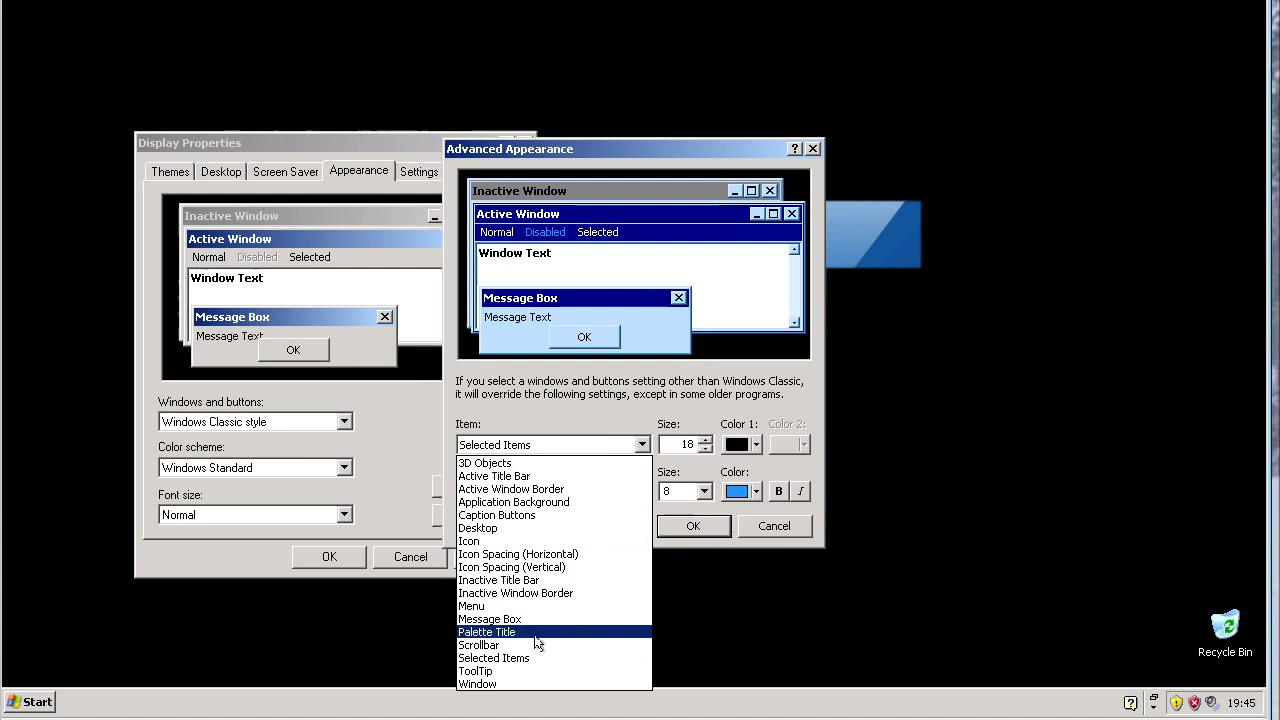 Display Properties
Themes
Desktop
Screen Saver
Appearance
Settings
Inactive Window
Active Window
Normal
Disabled
Selected
Window Text
Message Box
Message Text
OK
Windows and buttons:
Windows Classic style
Color scheme:
Windows Standard
Font size:
Normal
OK
Cancel
Advanced Appearance
Inactive Window
Active Window
Normal
Disabled
Selected
Window Text
Message Box
Message Text
OK
If you select a windows and buttons setting other than Windows Classic,
it will override the following settings, except in some older programs.
Item:
Size:
Color 1:
Color 2:
Selected Items
18
Size:
Color:
8
B
I
OK
Cancel
3D Objects
Active Title Bar
Active Window Border
Application Background
Caption Buttons
Desktop
Icon
Icon Spacing (Horizontal)
Icon Spacing (Vertical)
Inactive Title Bar
Inactive Window Border
Menu
Message Box
Palette Title
Scrollbar
Selected Items
ToolTip
Window
Recycle Bin
Start
19:45